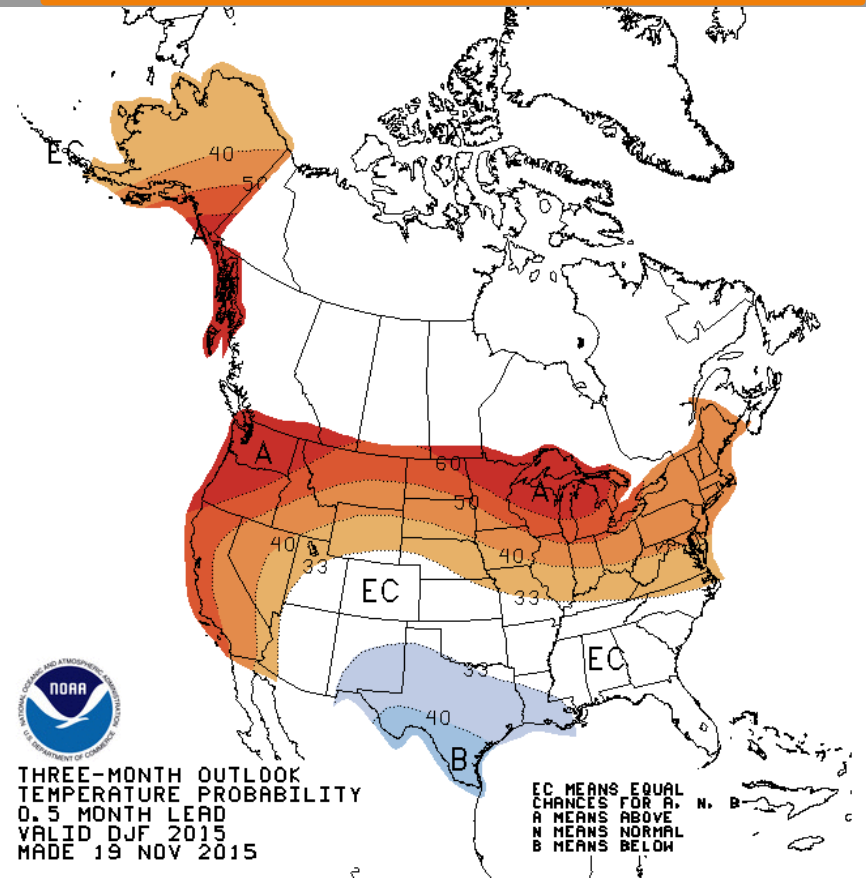 EC
40
50
A
A
60
A
50
40
40
33
33
EC
EC
33
40
B
NATIONAL OCEANIC AND ATMOSPHERIC ADMINISTRATION
NOAA
U.S. DEPARTMENT OF COMMERCE
THREE-MONTH OUTLOOK
TEMPERATURE PROBABILITY
0.5 MONTH LEAD
VALID DJF 2015
MADE 19 NOV 2015
EC MEANS EQUAL
CHANCES FOR A, N, B
A MEANS ABOVE
N MEANS NORMAL
B MEANS BELOW